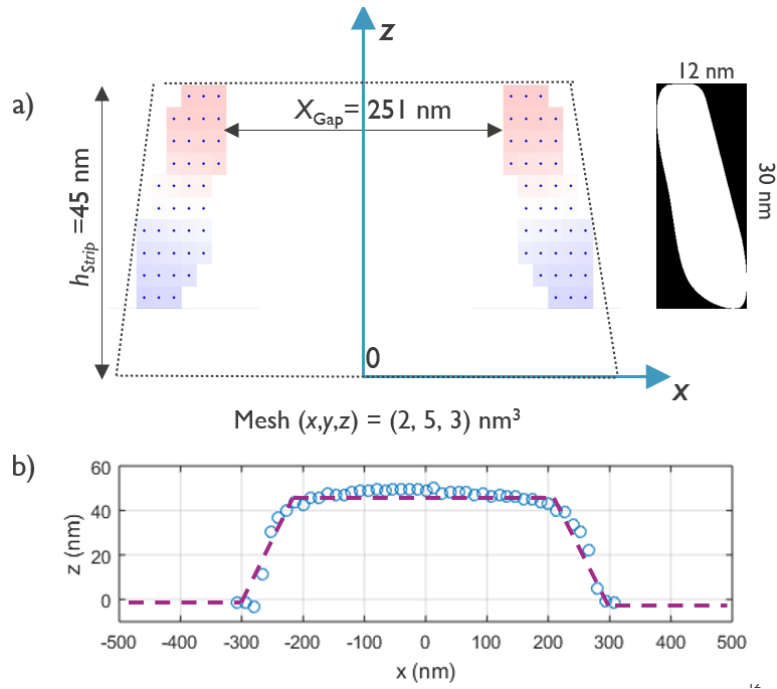 z
a)
12 nm
X_Gap= 251 nm
30 nm
h_Strip =45 nm
0
x
Mesh (x,y,z) = (2, 5, 3) nm³
b)
60
40
20
0
z (nm)
-500 -400 -300 -200 -100 0 100 200 300 400 500
x (nm)